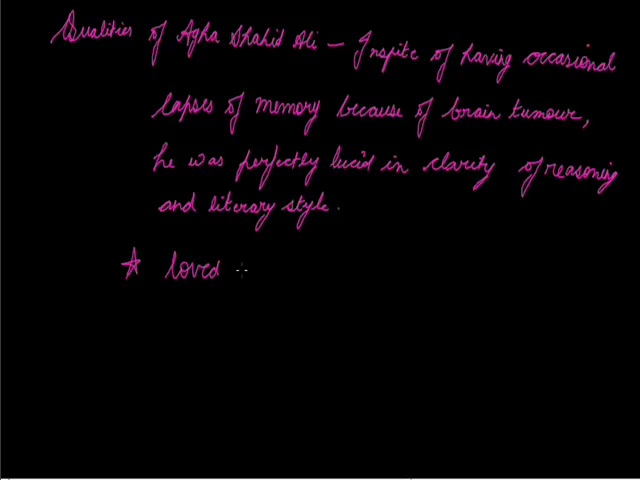 Qualities of Agha Shahid Ali - Inspite of having occasional
lapses of memory because of brain tumour,
he was perfectly lucid in clarity of reasoning
and literary style.
☆ loved